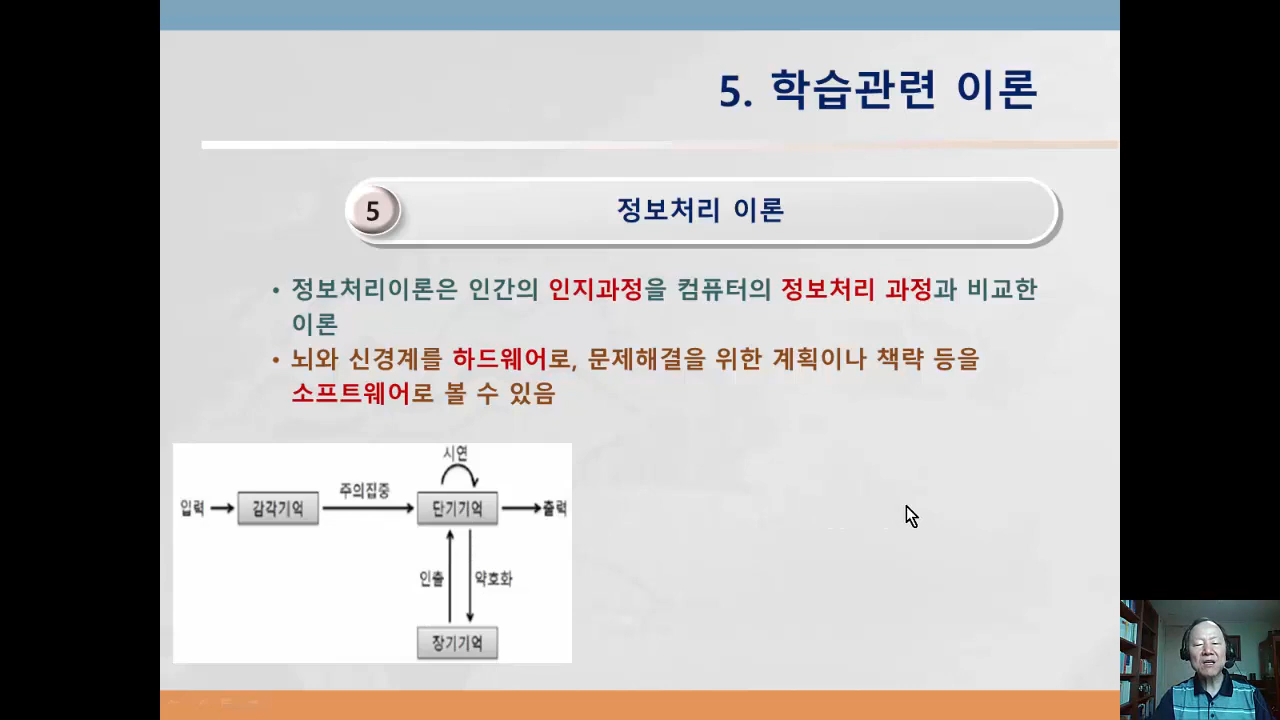 5. 학습관련 이론
5
정보처리 이론
• 정보처리이론은 인간의 인지과정을 컴퓨터의 정보처리 과정과 비교한
이론
• 뇌와 신경계를 하드웨어로, 문제해결을 위한 계획이나 책략 등을
소프트웨어로 볼 수 있음
시연
입력
감각기억
주의집중
단기기억
출력
인출
약호화
장기기억